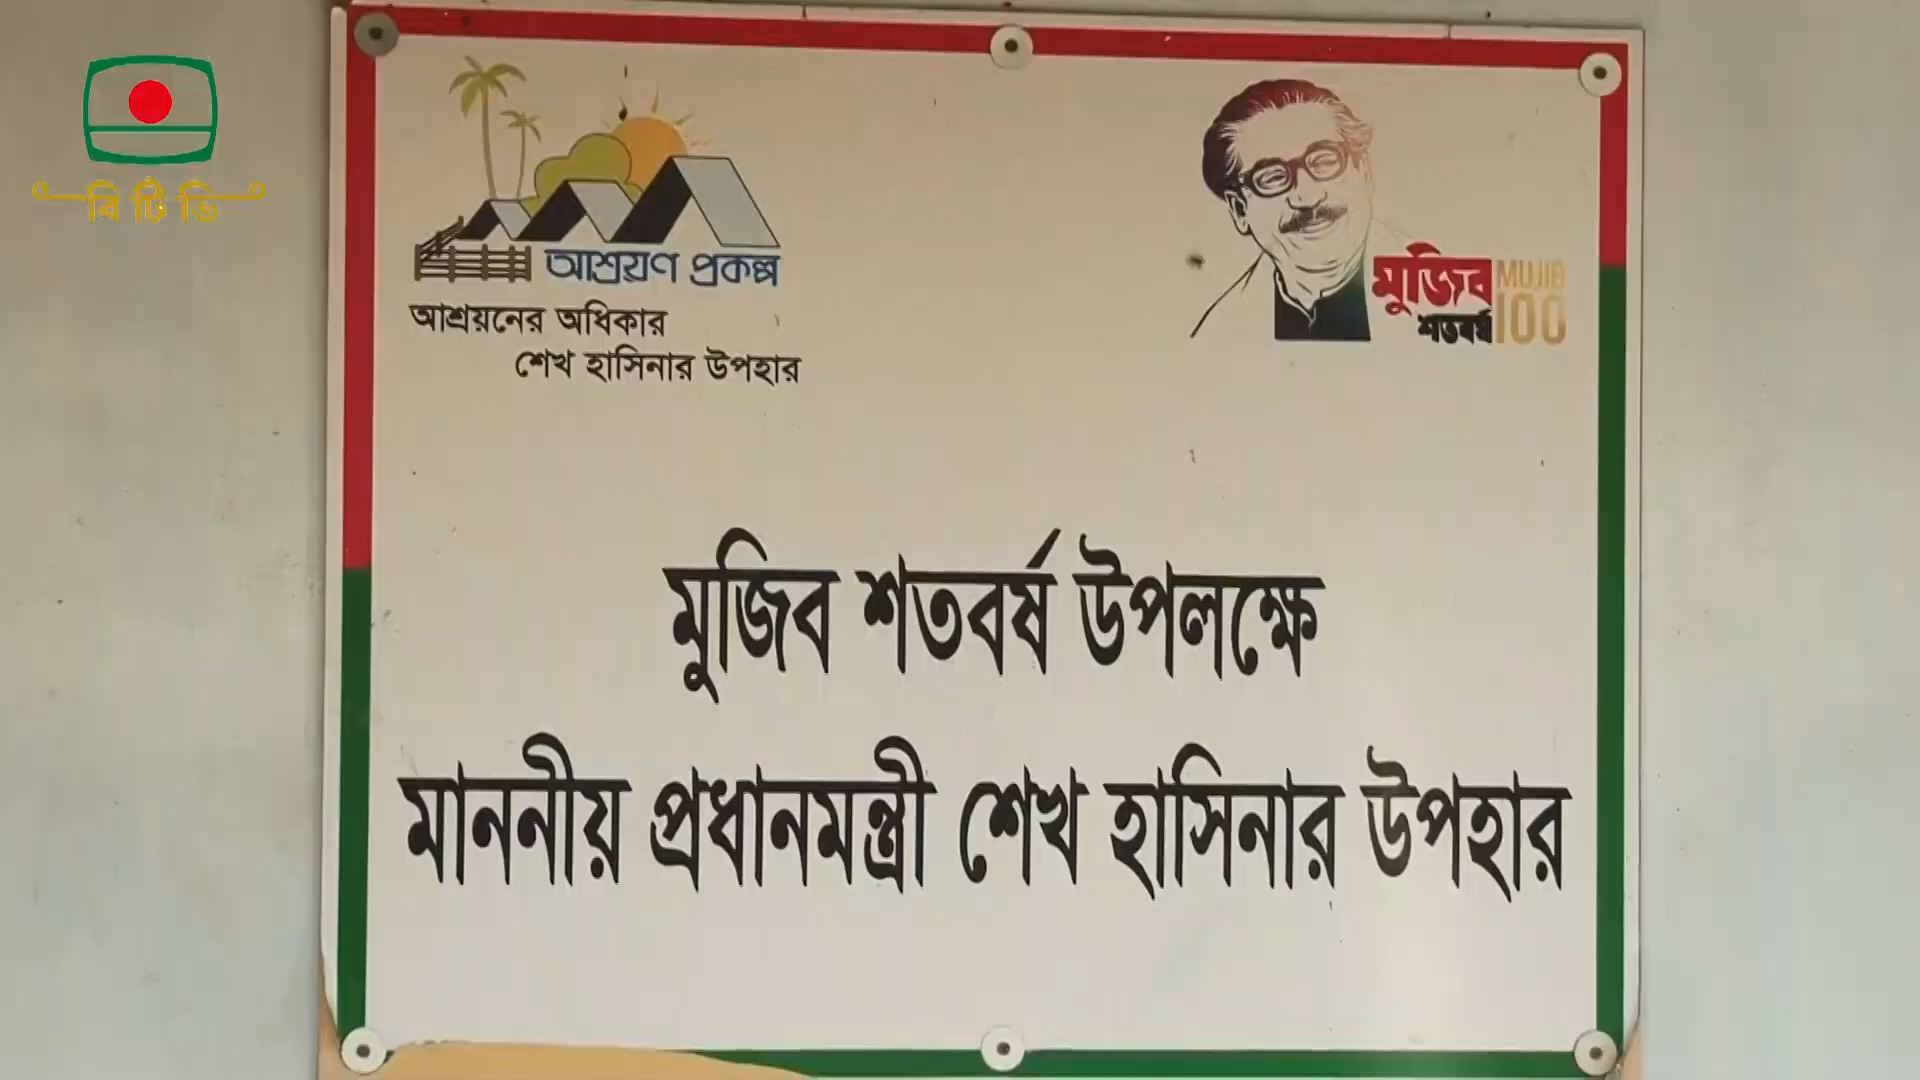 বি টি ভি
আশ্রয়ণ প্রকল্প
আশ্রয়নের অধিকার
শেখ হাসিনার উপহার
মুজিব MUJIB
শতবর্ষ 100
মুজিব শতবর্ষ উপলক্ষে
মাননীয় প্রধানমন্ত্রী শেখ হাসিনার উপহার